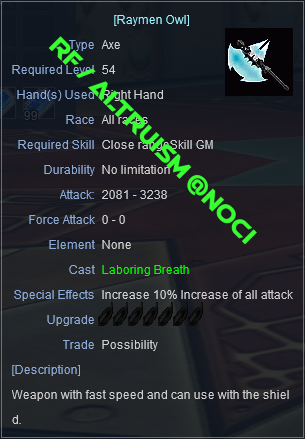 [Raymen Owl]
Type Axe
Required Level 54
Hand(s) Used Right Hand
Race All races
Required Skill Close rangeSkill GM
Durability No limitation
Attack: 2081 - 3238
Force Attack 0 - 0
Element None
Cast Laboring Breath
Special Effects Increase 10% Increase of all attack
Upgrade
Trade Possibility
[Description]
Weapon with fast speed and can use with the shiel
d.
RF / ALTRUISM @NOCI
99